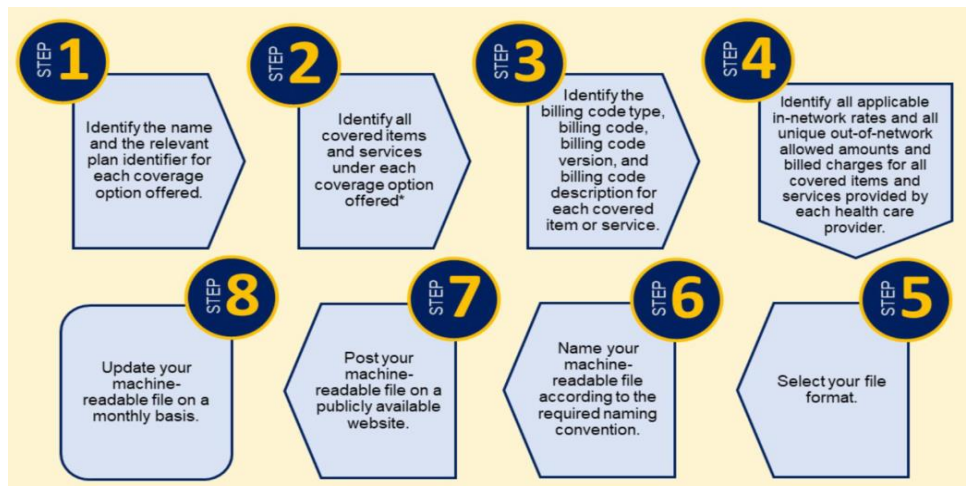 STEP 1
Identify the name
and the relevant
plan identifier for
each coverage
option offered.
STEP 2
Identify all
covered items
and services
under each
coverage option
offered*
STEP 3
Identify the
billing code type,
billing code,
billing code
version, and
billing code
description for
each covered
item or service.
STEP 4
Identify all applicable
in-network rates and all
unique out-of-network
allowed amounts and
billed charges for all
covered items and
services provided by
each health care
provider.
STEP 5
Select your file
format.
STEP 6
Name your
machine-
readable file
according to the
required naming
convention.
STEP 7
Post your
machine-
readable file on a
publicly available
website.
STEP 8
Update your
machine-
readable file on a
monthly basis.